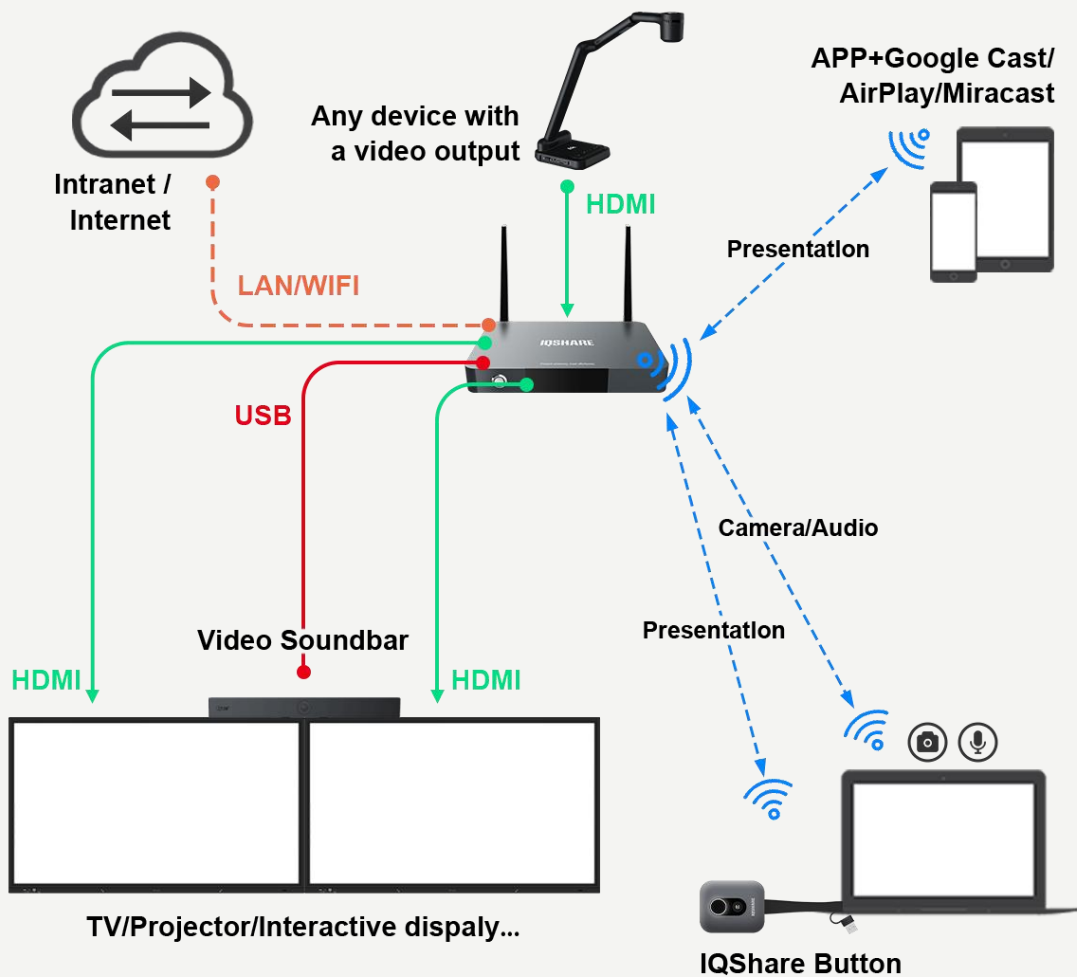 APP+Google Cast/
AirPlay/Miracast
Any device with
a video output
Intranet /
Internet
HDMI
Presentation
LAN/WIFI
IQSHARE
USB
Camera/Audio
Presentation
Video Soundbar
HDMI
HDMI
TV/Projector/Interactive dispaly...
IQSHARE
IQShare Button